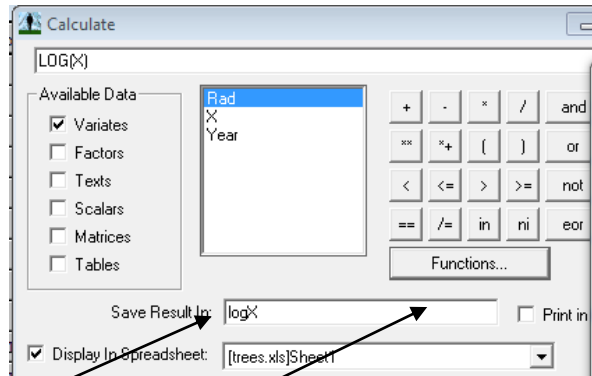 Calculate
LOG(X)
Available Data
Variates
Factors
Texts
Scalars
Matrices
Tables
Rad
X
Year
+ - * / and
** *+ ( ) or
< <= > >= not
== /= in ni eor
Functions...
Save Result In: logX Print in
Display In Spreadsheet: [trees.xls]Sheet1